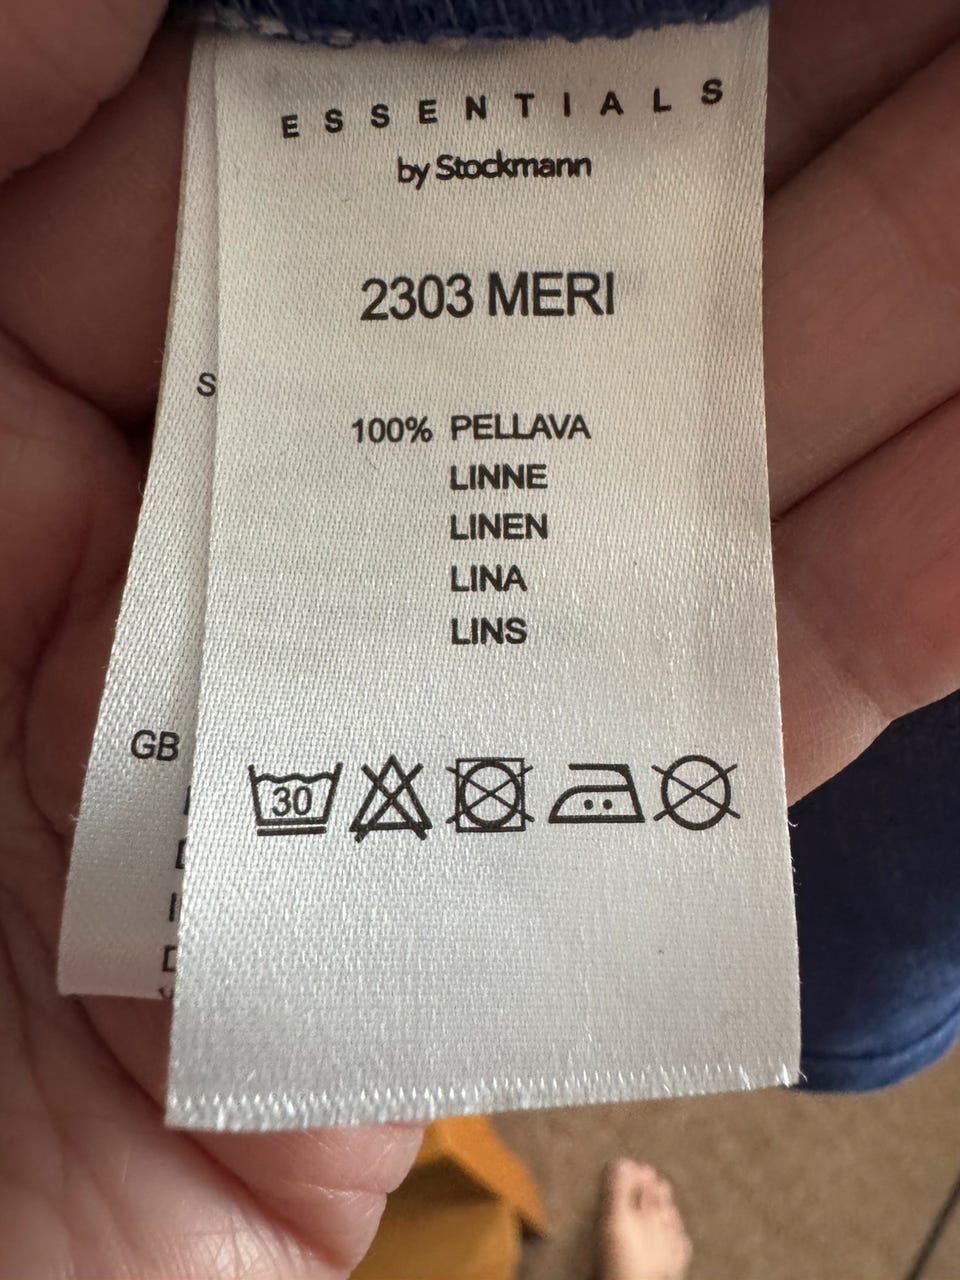 ESSENTIALS
by Stockmann
2303 MERI
100% PELLAVA
LINNE
LINEN
LINA
LINS
30
S
GB